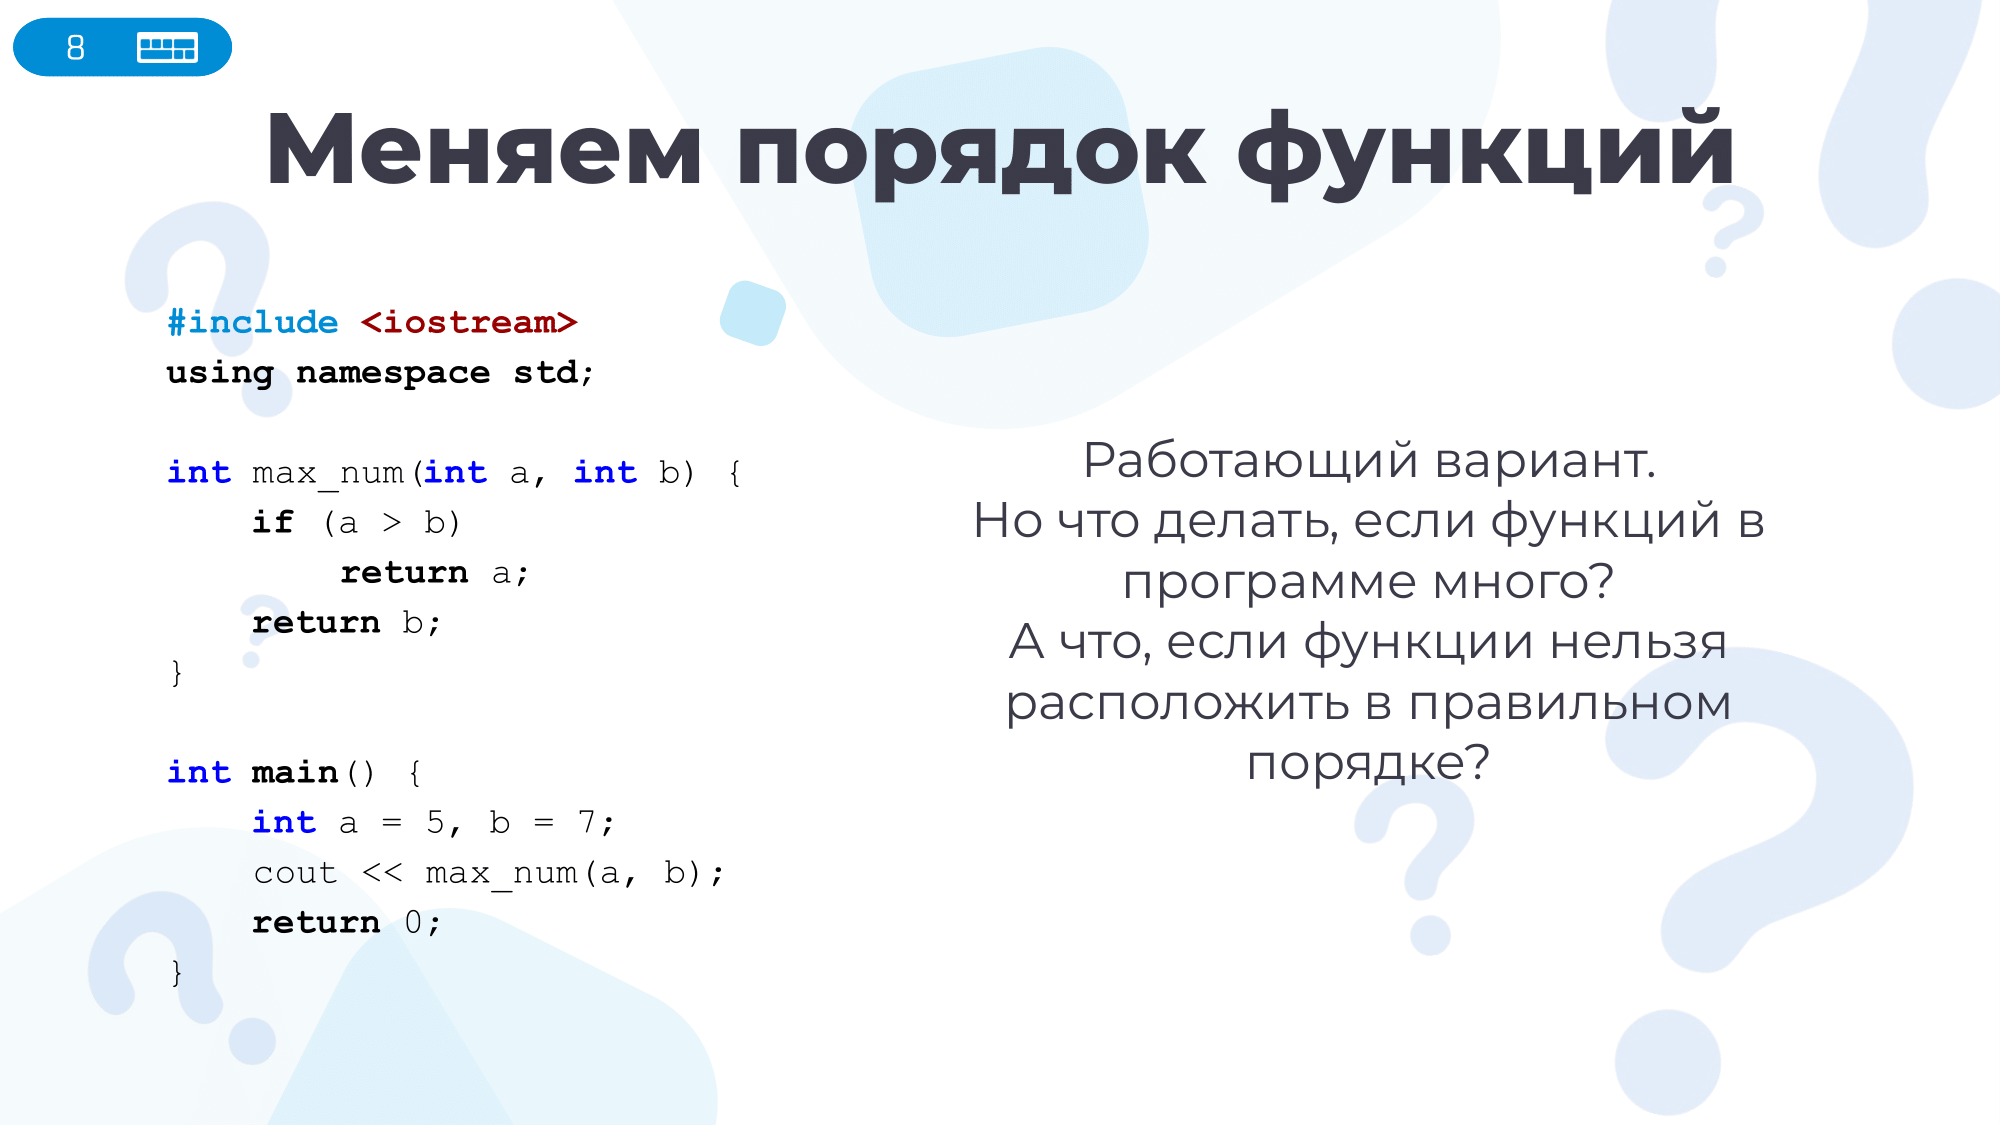 8
Меняем порядок функций
#include <iostream>
using namespace std;
int max_num(int a, int b) {
    if (a > b)
        return a;
    return b;
}
int main() {
    int a = 5, b = 7;
    cout << max_num(a, b);
    return 0;
}
Работающий вариант.
Но что делать, если функций в
программе много?
А что, если функции нельзя
расположить в правильном
порядке?